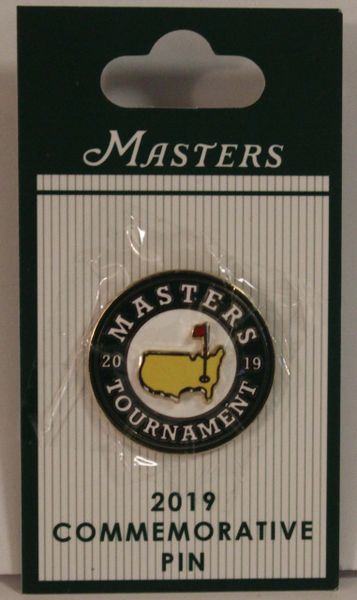 MASTERS
MASTERS
20 19
TOURNAMENT
2019
COMMEMORATIVE
PIN